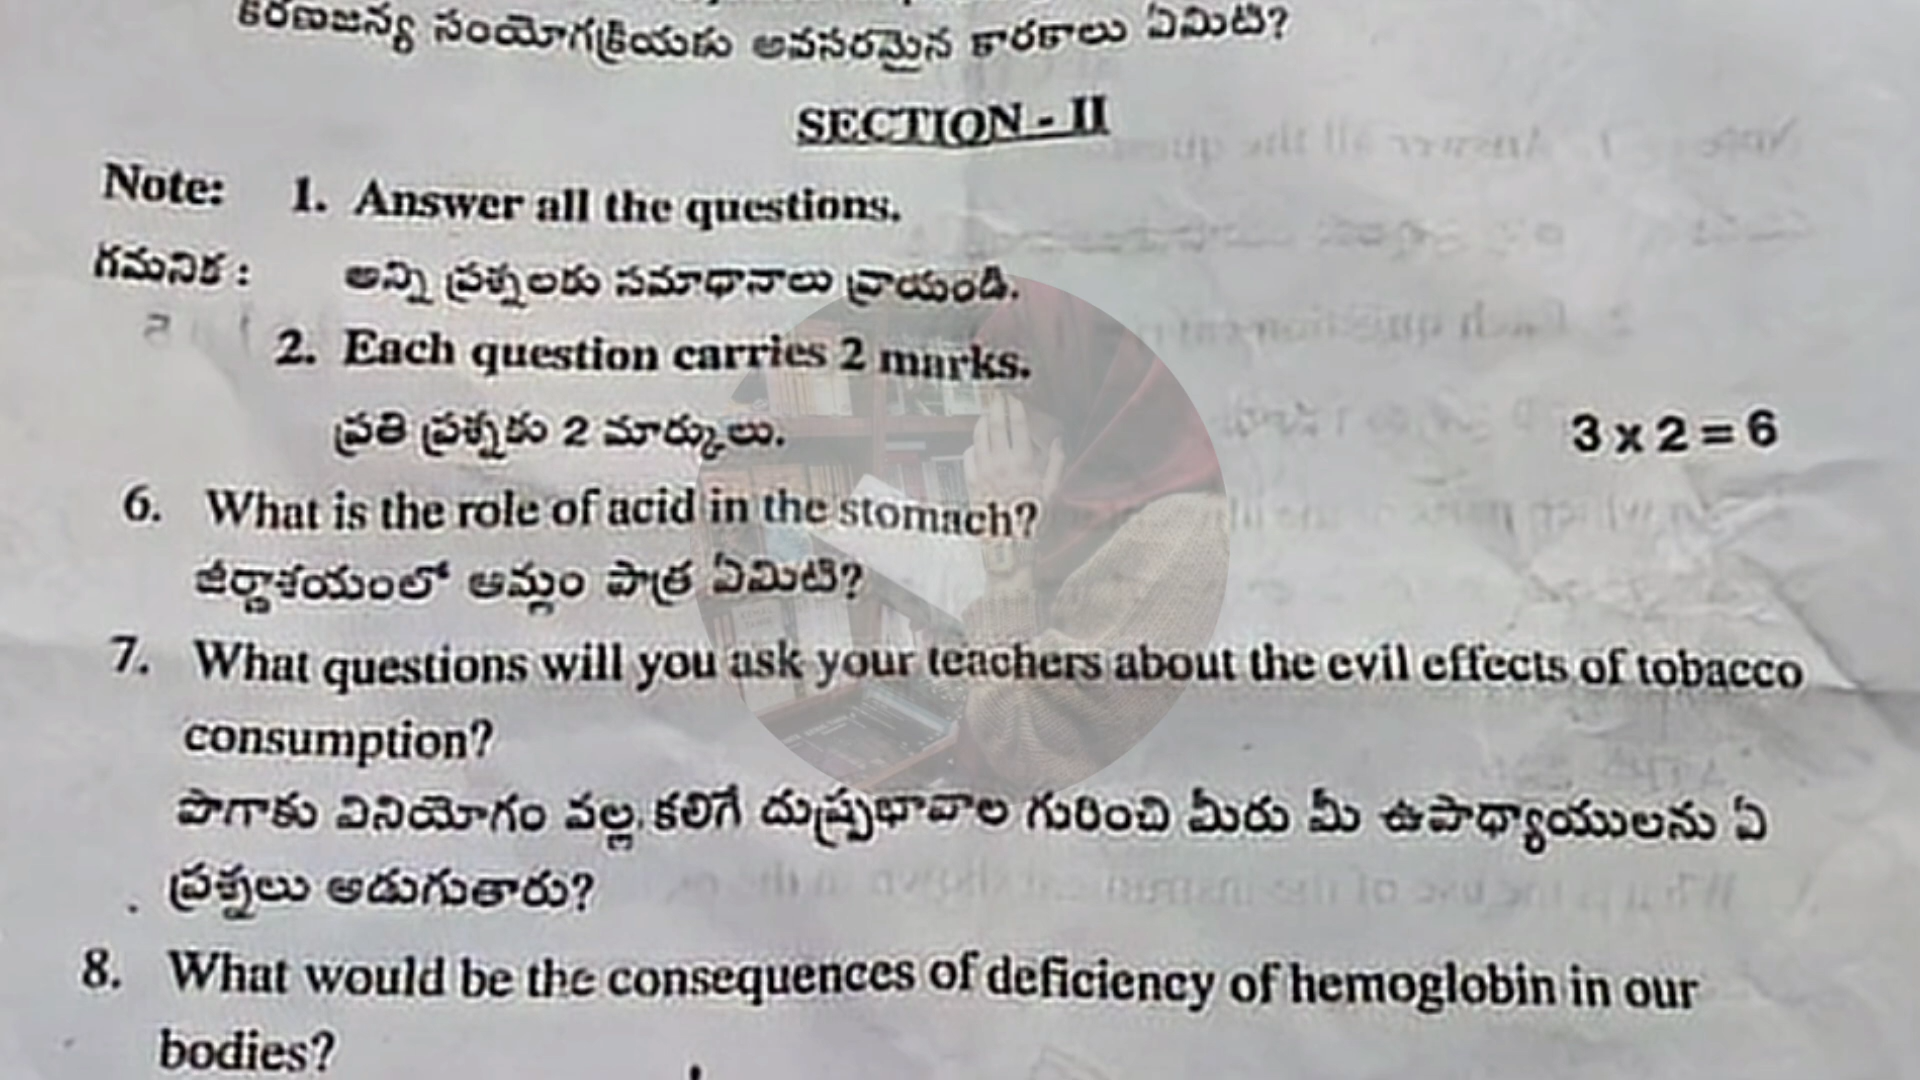 కిరణజన్య సంయోగక్రియకు అవసరమైన కారకాలు ఏమిటి?
SECTION - II
Note: 1. Answer all the questions.
గమనిక : అన్ని ప్రశ్నలకు సమాధానాలు వ్రాయండి.
2. Each question carries 2 marks.
ప్రతి ప్రశ్నకు 2 మార్కులు. 3 x 2 = 6
6. What is the role of acid in the stomach?
జీర్ణాశయంలో ఆమ్లం పాత్ర ఏమిటి?
7. What questions will you ask your teachers about the evil effects of tobacco
consumption?
పొగాకు వినియోగం వల్ల కలిగే దుష్ప్రభావాల గురించి మీరు మీ ఉపాధ్యాయులను ఏ
ప్రశ్నలు అడుగుతారు?
8. What would be the consequences of deficiency of hemoglobin in our
bodies?